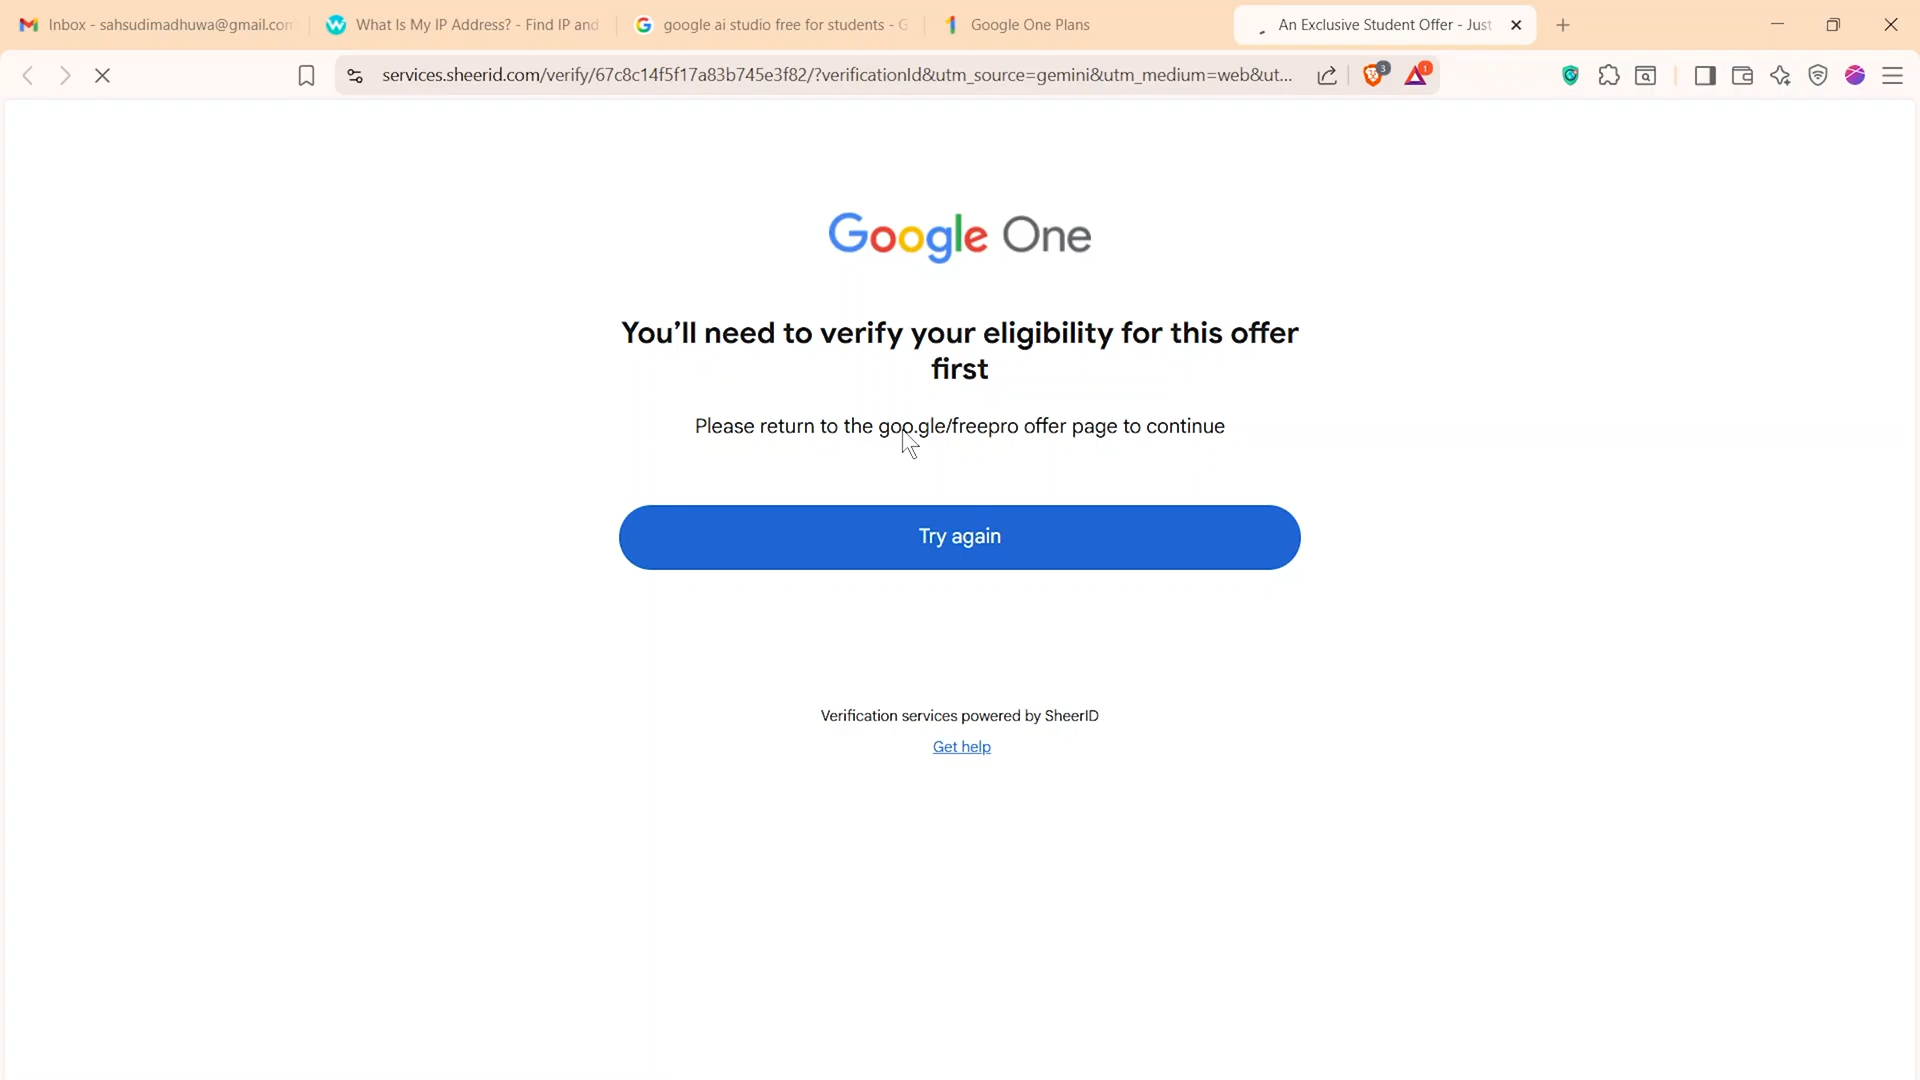 Inbox - sahsudimadhuwa@gmail.com
What Is My IP Address? - Find IP and
google ai studio free for students - G
Google One Plans
An Exclusive Student Offer - Just
services.sheerid.com/verify/67c8c14f5f17a83b745e3f82/?verificationId&utm_source=gemini&utm_medium=web&ut...
3
1
Google One
You’ll need to verify your eligibility for this offer
first
Please return to the goo.gle/freepro offer page to continue
Try again
Verification services powered by SheerID
Get help